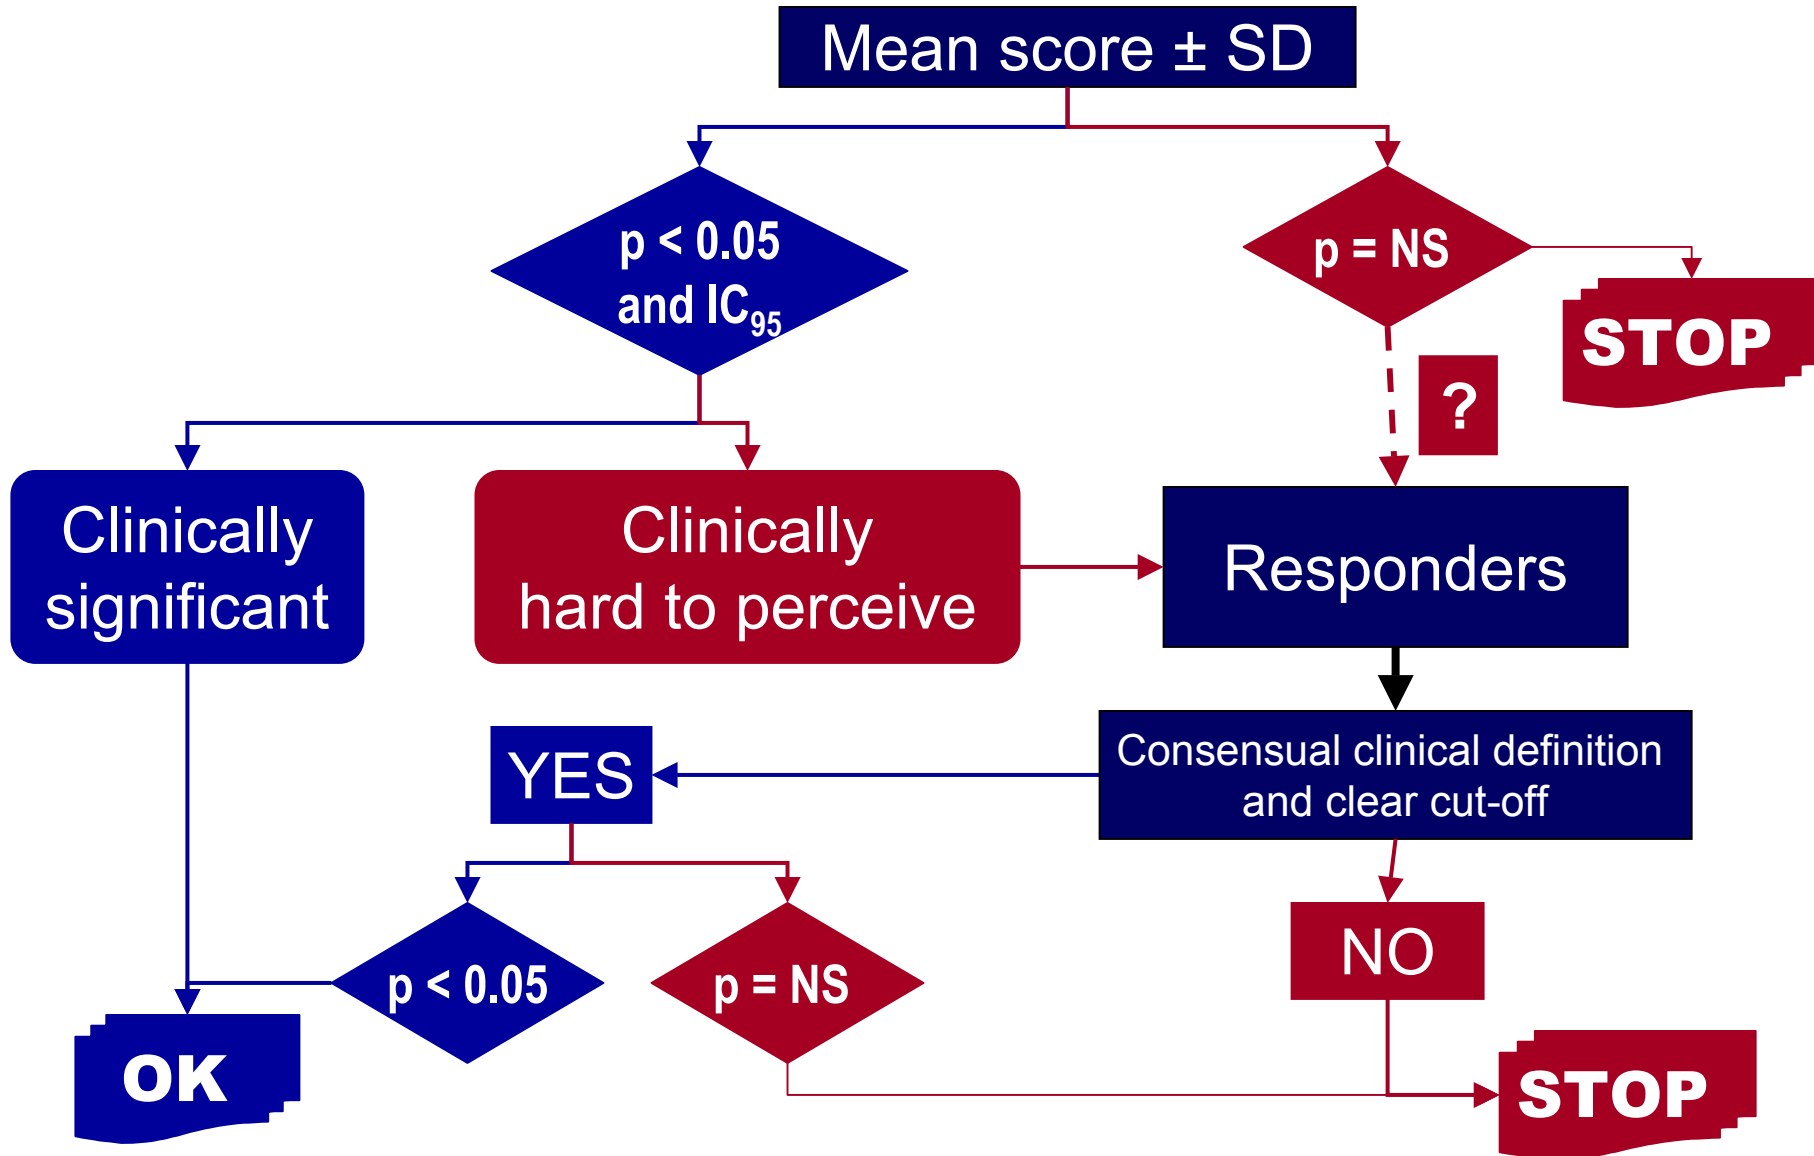 Mean score ± SD
p < 0.05
and IC₉₅
p = NS
STOP
?
Clinically
significant
Clinically
hard to perceive
Responders
Consensual clinical definition
and clear cut-off
YES
NO
p < 0.05
p = NS
OK
STOP